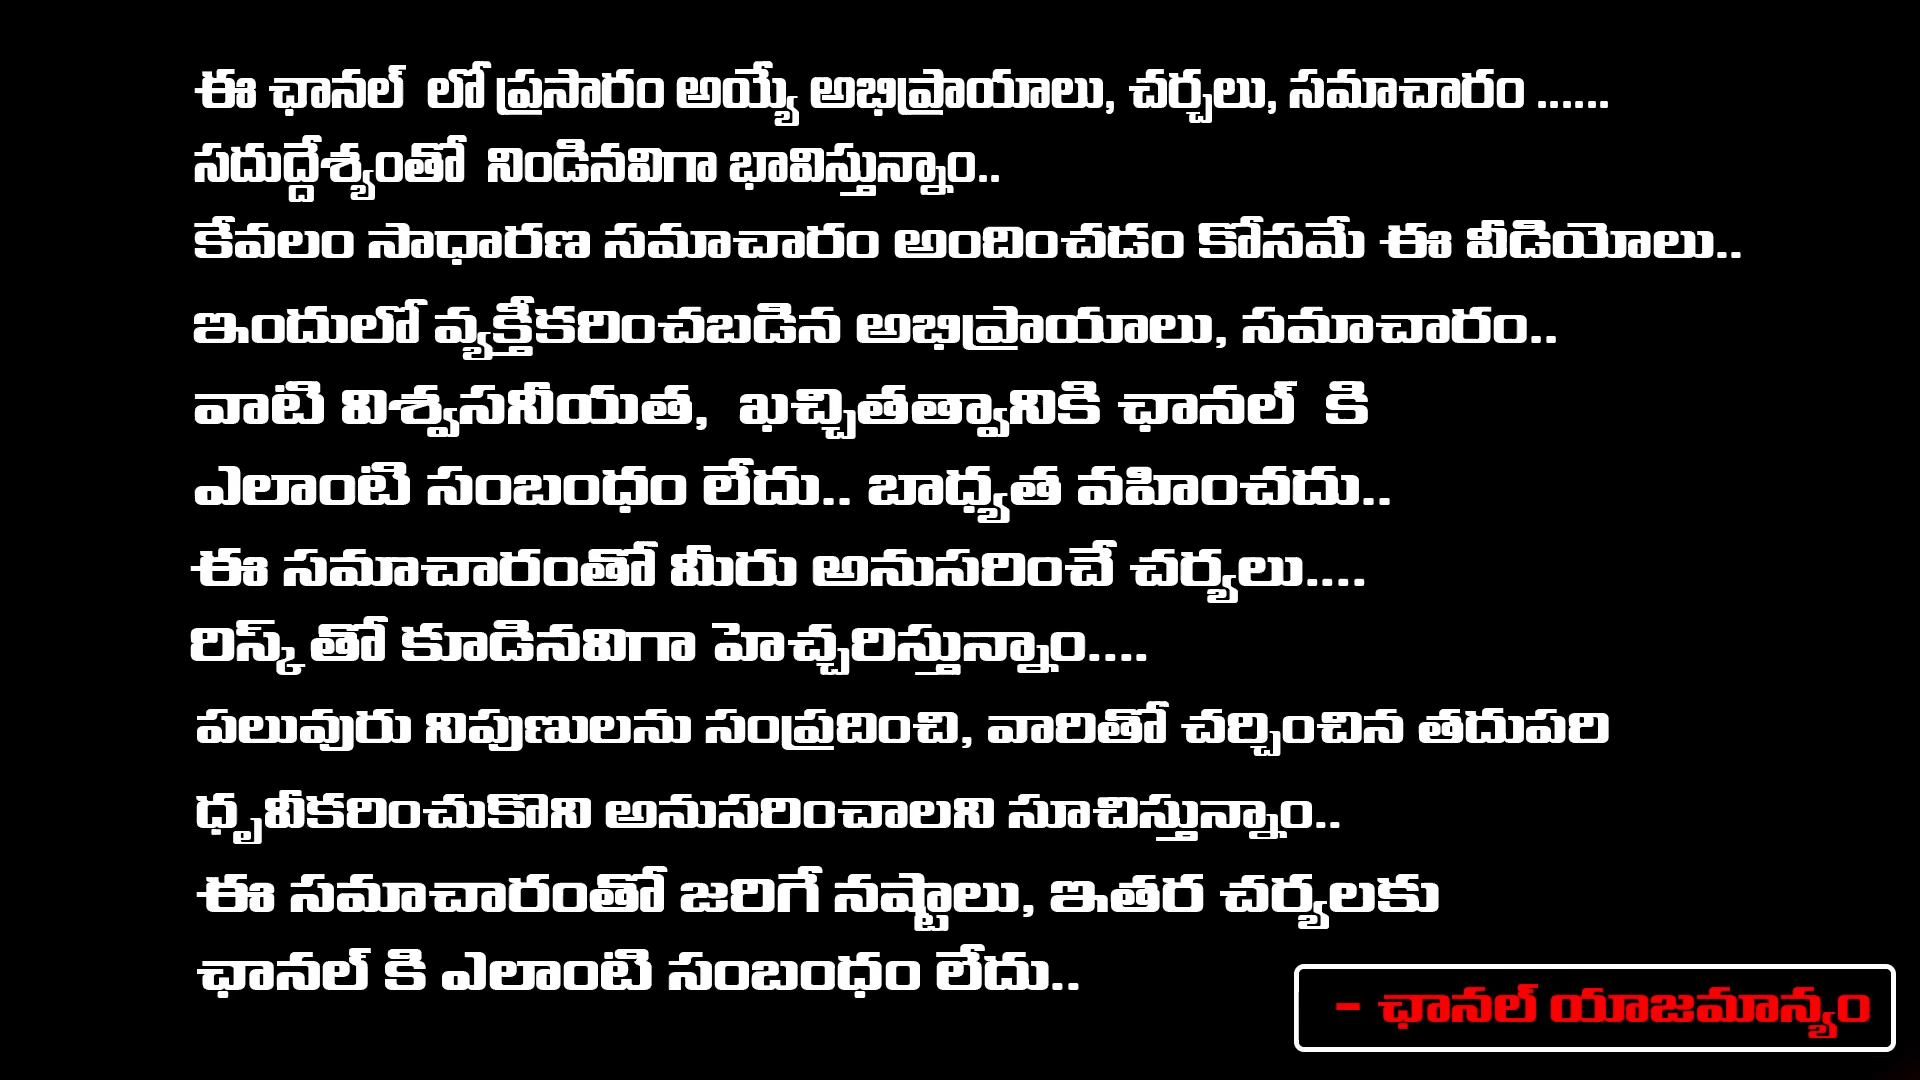 ఈ ఛానల్ లో ప్రసారం అయ్యే అభిప్రాయాలు, చర్చలు, సమాచారం ......
సదుద్దేశ్యంతో నిండినవిగా భావిస్తున్నాం..
కేవలం సాధారణ సమాచారం అందించడం కోసమే ఈ వీడియోలు..
ఇందులో వ్యక్తీకరించబడిన అభిప్రాయాలు, సమాచారం..
వాటి విశ్వసనీయత, ఖచ్చితత్వానికి ఛానల్ కి
ఎలాంటి సంబంధం లేదు.. బాధ్యత వహించదు..
ఈ సమాచారంతో మీరు అనుసరించే చర్యలు....
రిస్క్ తో కూడినవిగా హెచ్చరిస్తున్నాం....
పలువురు నిపుణులను సంప్రదించి, వారితో చర్చించిన తదుపరి
ధృవీకరించుకొని అనుసరించాలని సూచిస్తున్నాం..
ఈ సమాచారంతో జరిగే నష్టాలు, ఇతర చర్యలకు
ఛానల్ కి ఎలాంటి సంబంధం లేదు..
- ఛానల్ యాజమాన్యం